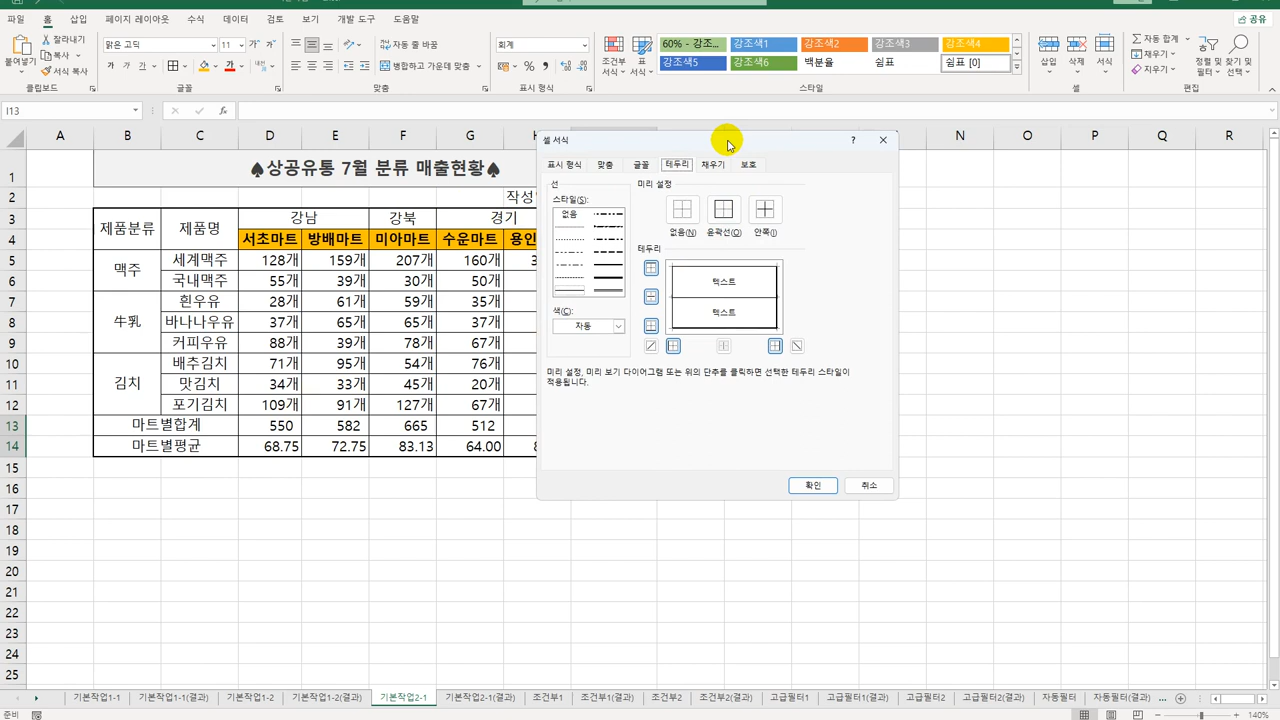 파일 홈 삽입 페이지 레이아웃 수식 데이터 검토 보기 개발 도구 도움말 공유
붙여넣기 잘라내기 복사 서식 복사 클립보드
맑은 고딕 11 가 가 가 가 가 글꼴
자동 줄 바꿈 병합하고 가운데 맞춤 맞춤
회계 % 표시 형식
조건부 서식 표 서식
60% - 강조... 강조색1 강조색2 강조색3 강조색4
강조색5 강조색6 백분율 쉼표 쉼표 [0]
스타일
삽입 삭제 서식 셀
자동 합계 채우기 지우기 정렬 및 필터 찾기 및 선택 편집
I13 fx
A B C D E F G H N O P Q R
1 ♠상공유통 7월 분류 매출현황♠
2
3 제품분류 제품명 강남 강북 경기
4 서초마트 방배마트 미아마트 수운마트
5 맥주 세계맥주 128개 159개 207개 160개
6 국내맥주 55개 39개 30개 50개
7 牛乳 흰우유 28개 61개 59개 35개
8 바나나우유 37개 65개 65개 37개
9 커피우유 88개 39개 78개 67개
10 김치 배추김치 71개 95개 54개 76개
11 맛김치 34개 33개 45개 20개
12 포기김치 109개 91개 127개 67개
13 마트별합계 550 582 665 512
14 마트별평균 68.75 72.75 83.13 64.00
15
16
17
18
19
20
21
22
23
24
25
셀 서식 ? ×
표시 형식 맞춤 글꼴 테두리 채우기 보호
선 미리 설정
스타일(S):
없음
없음(N) 윤곽선(O) 안쪽(I)
테두리
텍스트
텍스트
색(C):
자동
미리 설정, 미리 보기 다이어그램 또는 위의 단추를 클릭하면 선택한 테두리 스타일이
적용됩니다.
확인 취소
기본작업1-1 기본작업1-1(결과) 기본작업1-2 기본작업1-2(결과) 기본작업2-1 기본작업2-1(결과) 조건부1 조건부1(결과) 조건부2 조건부2(결과) 고급필터1 고급필터1(결과) 고급필터2 고급필터2(결과) 자동필터 자동필터(결과) ...
준비 140%